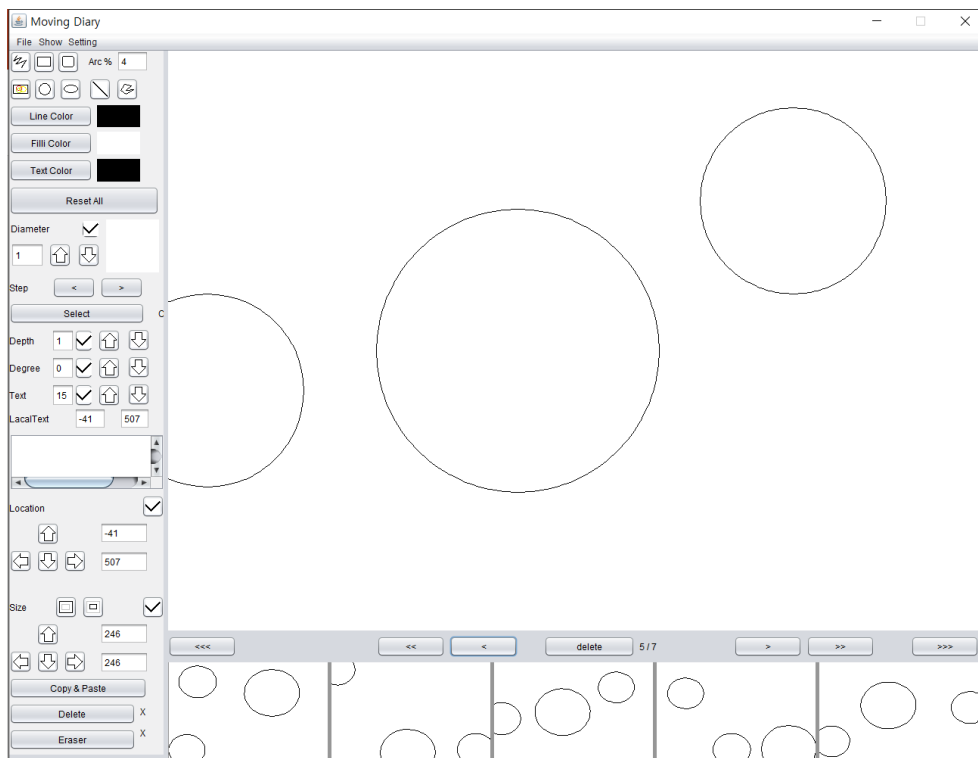 Moving Diary
File Show Setting
Arc % 4
Line Color
Filli Color
Text Color
Reset All
Diameter
1
Step < >
Select C
Depth 1
Degree 0
Text 15
LacalText -41 507
Location
-41
507
Size
246
246
<<< << < delete 5 / 7 > >> >>>
Copy & Paste
Delete X
Eraser X